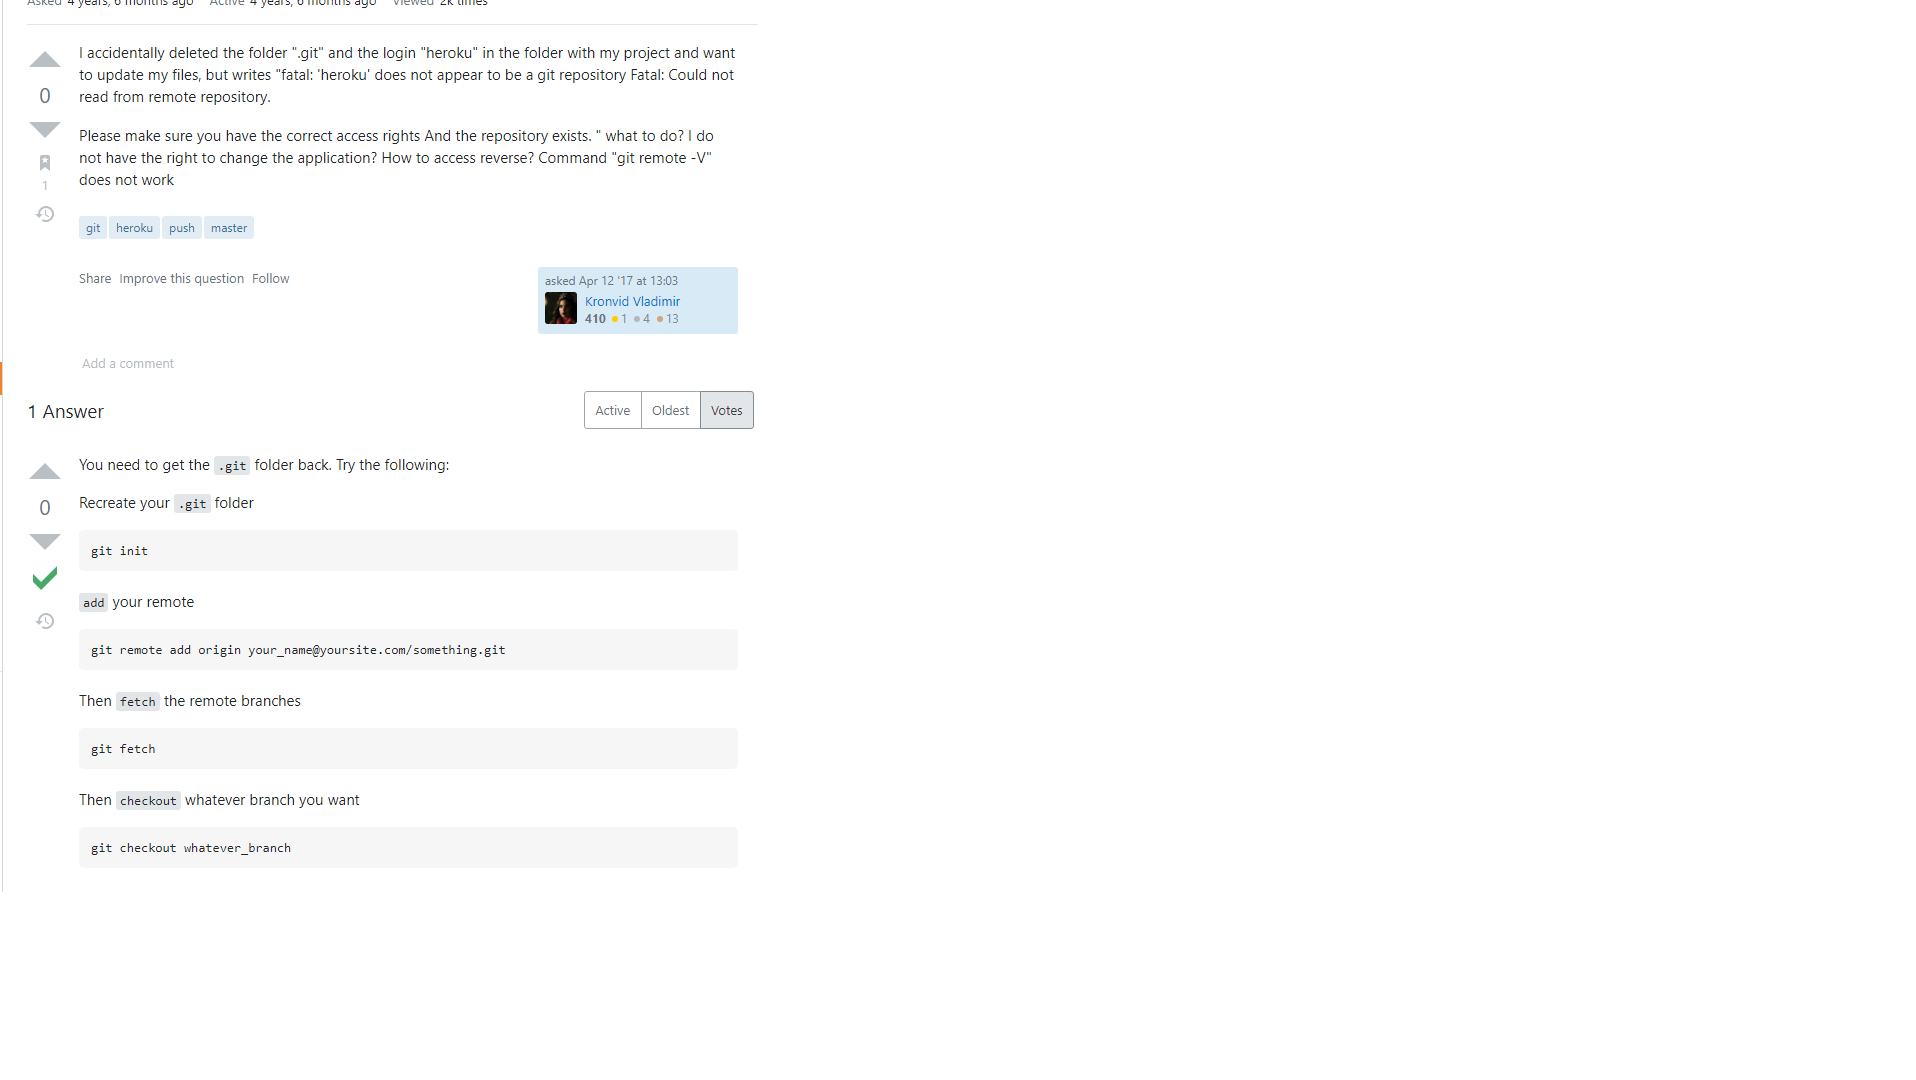 Asked 4 years, 6 months ago Active 4 years, 6 months ago Viewed 2k times
I accidentally deleted the folder ".git" and the login "heroku" in the folder with my project and want
to update my files, but writes "fatal: 'heroku' does not appear to be a git repository Fatal: Could not
read from remote repository.
0
Please make sure you have the correct access rights And the repository exists. " what to do? I do
not have the right to change the application? How to access reverse? Command "git remote -V"
does not work
1
git heroku push master
Share Improve this question Follow
asked Apr 12 '17 at 13:03
Kronvid Vladimir
410 1 4 13
Add a comment
1 Answer
Active Oldest Votes
You need to get the .git folder back. Try the following:
0
Recreate your .git folder
git init
add your remote
git remote add origin your_name@yoursite.com/something.git
Then fetch the remote branches
git fetch
Then checkout whatever branch you want
git checkout whatever_branch